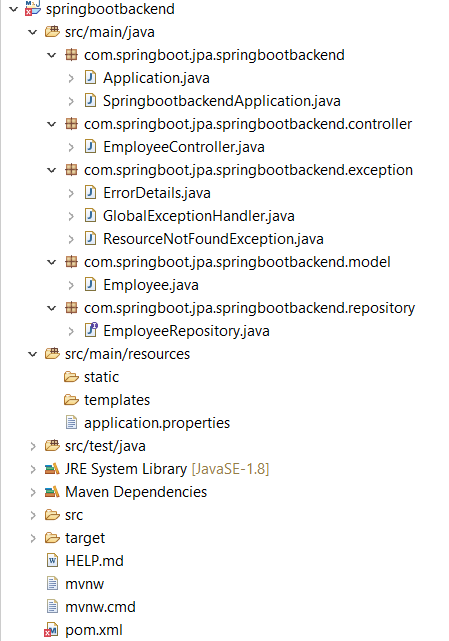 springbootbackend
src/main/java
com.springboot.jpa.springbootbackend
Application.java
SpringbootbackendApplication.java
com.springboot.jpa.springbootbackend.controller
EmployeeController.java
com.springboot.jpa.springbootbackend.exception
ErrorDetails.java
GlobalExceptionHandler.java
ResourceNotFoundException.java
com.springboot.jpa.springbootbackend.model
Employee.java
com.springboot.jpa.springbootbackend.repository
EmployeeRepository.java
src/main/resources
static
templates
application.properties
src/test/java
JRE System Library [JavaSE-1.8]
Maven Dependencies
src
target
HELP.md
mvnw
mvnw.cmd
pom.xml